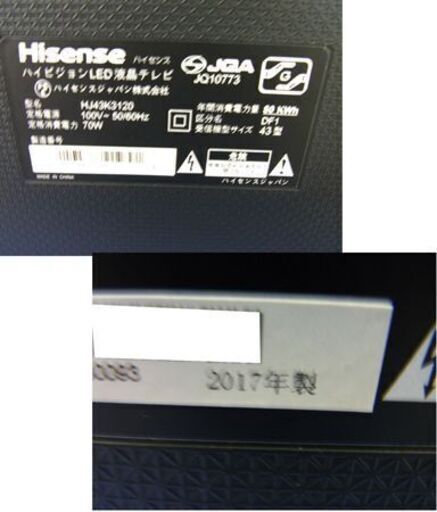 Hisense ハイセンス
JQA
JQ10773
ハイビジョンLED液晶テレビ
ハイセンスジャパン株式会社
型名 HJ43K3120
定格電源 100V~ 50/60Hz
定格消費電力 70W
製造番号
年間消費電力量 60 KWh
区分名 DF1
受信機型サイズ 43型
危険
ハイセンスジャパン
MADE IN CHINA
0093 2017年製